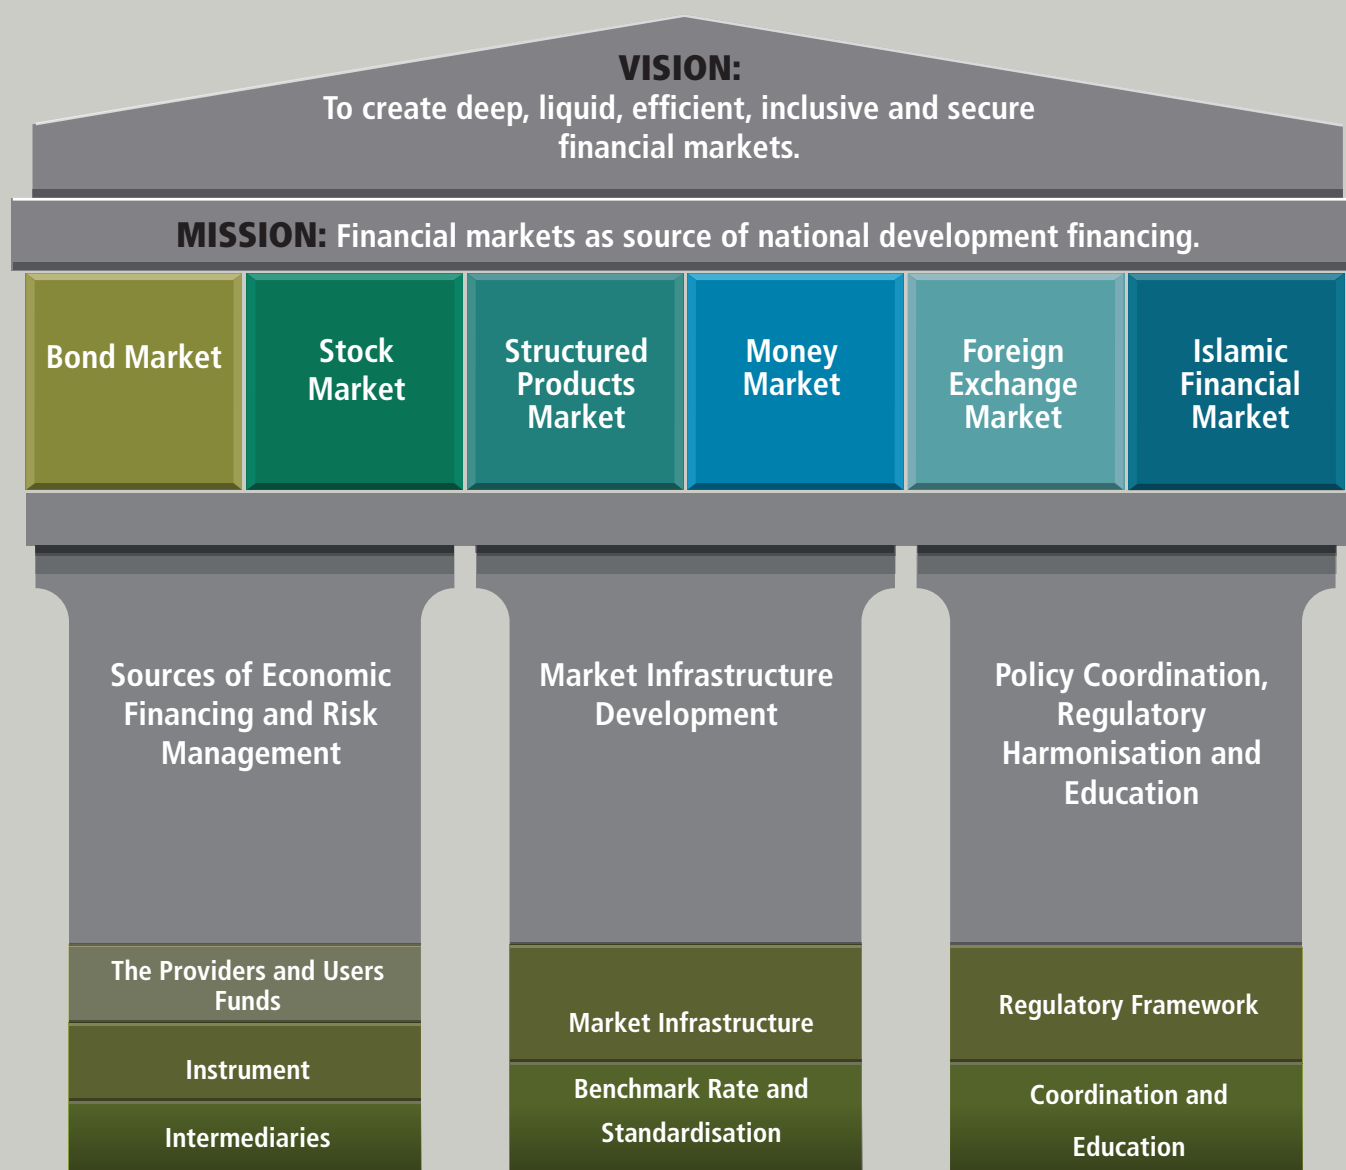 VISION:
To create deep, liquid, efficient, inclusive and secure
financial markets.
MISSION: Financial markets as source of national development financing.
Bond Market
Stock
Market
Structured
Products
Market
Money
Market
Foreign
Exchange
Market
Islamic
Financial
Market
Sources of Economic
Financing and Risk
Management
Market Infrastructure
Development
Policy Coordination,
Regulatory
Harmonisation and
Education
The Providers and Users
Funds
Instrument
Intermediaries
Market Infrastructure
Benchmark Rate and
Standardisation
Regulatory Framework
Coordination and
Education